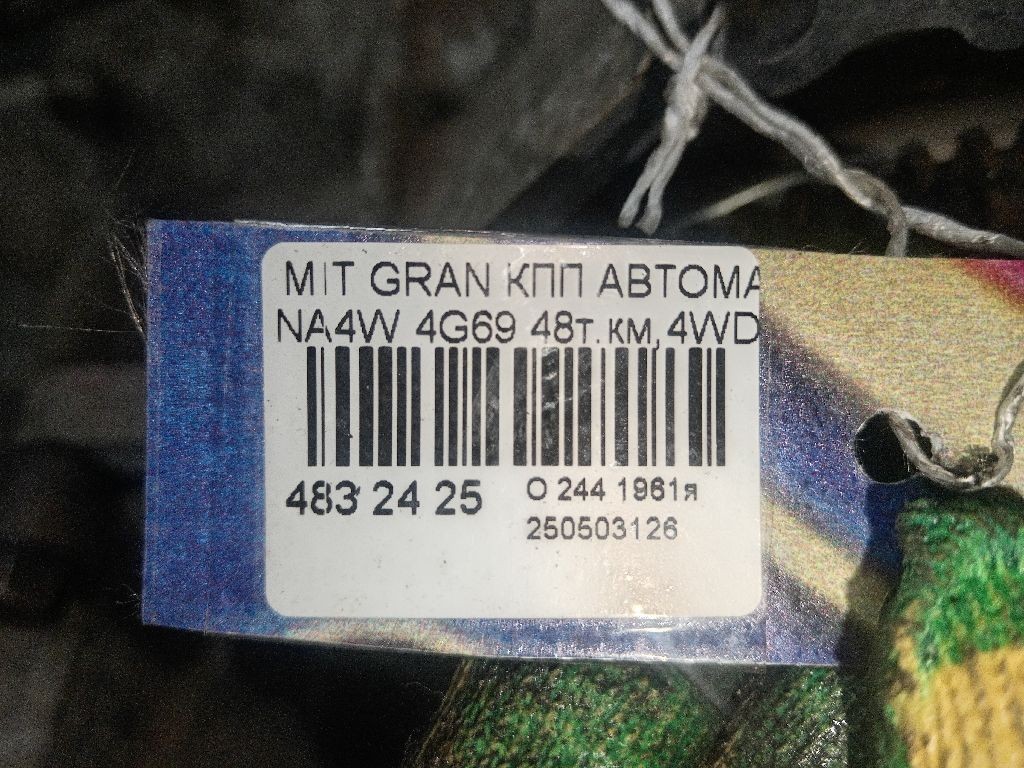 MIT GRAN КПП АВТОМА
NA4W 4G69 48т.км,4WD
483 24 25
О 244 1961я
250503126